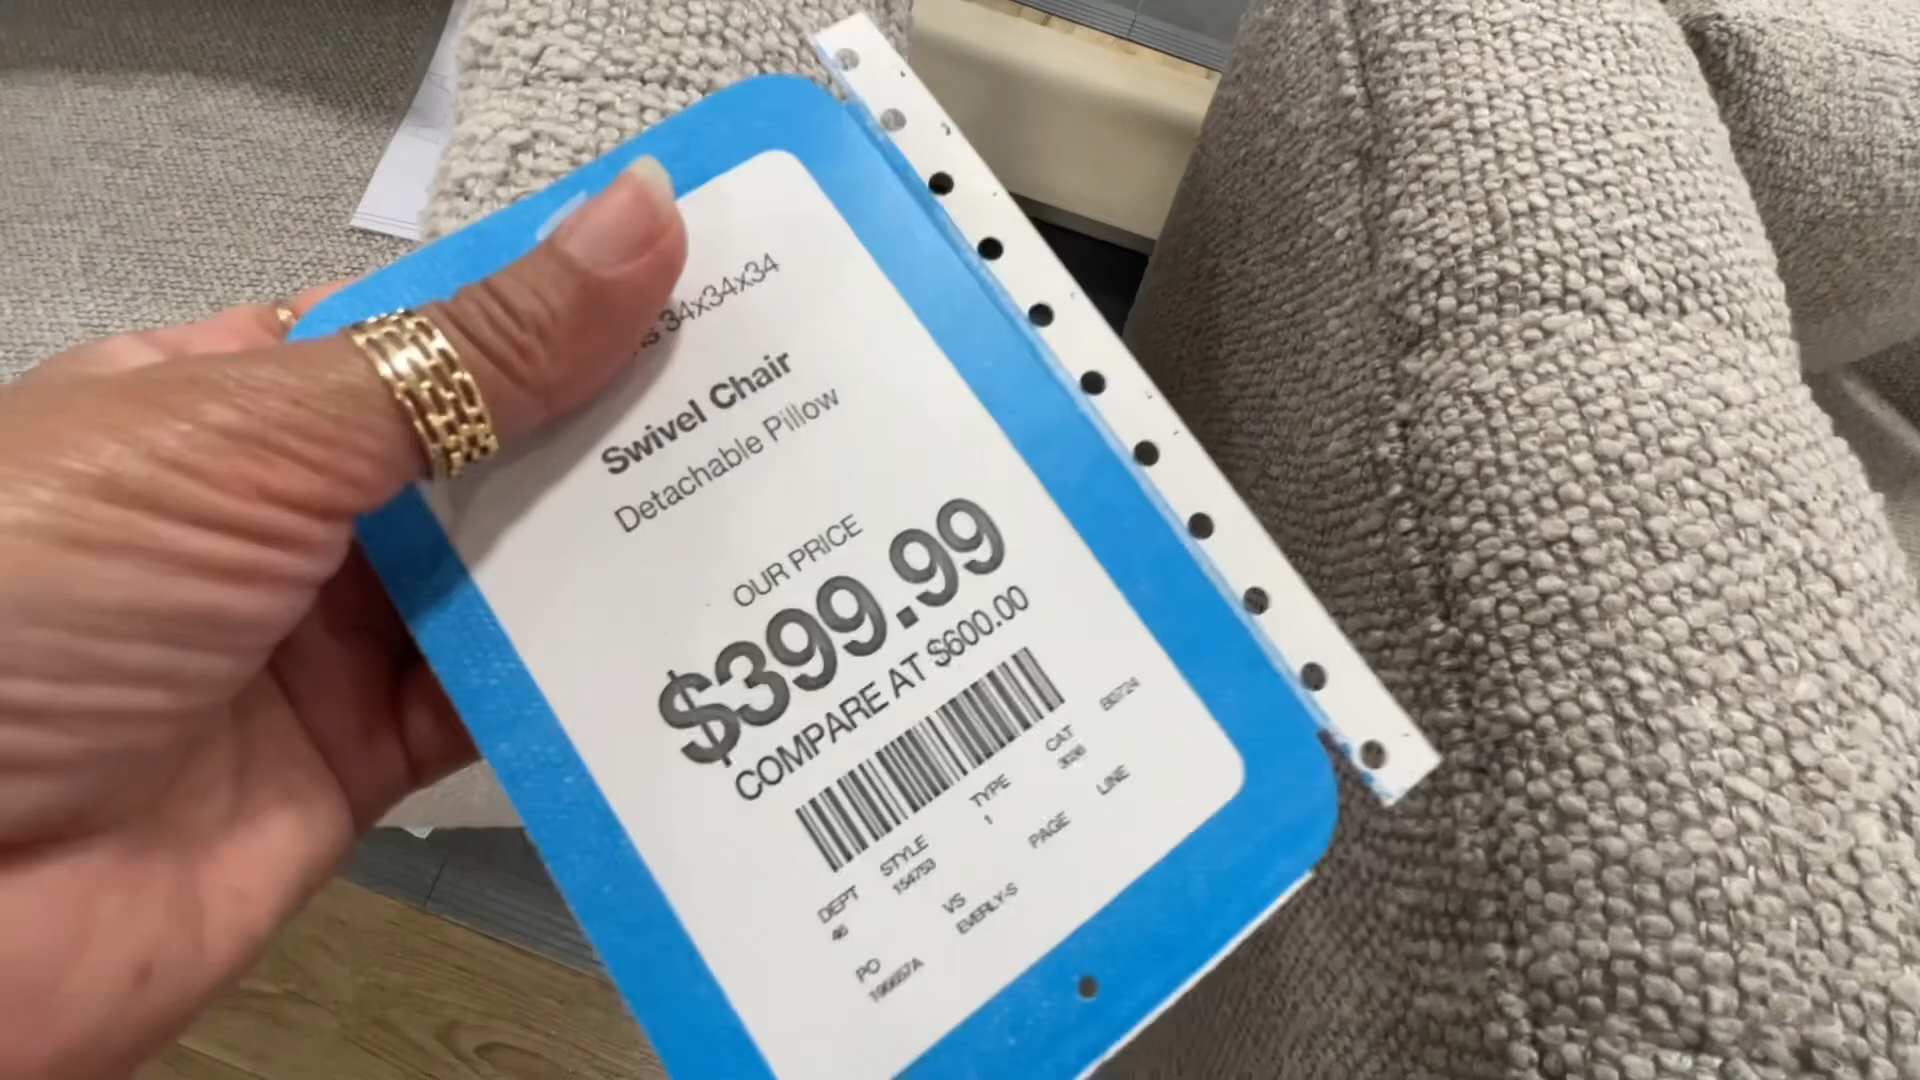 34x34x34
Swivel Chair
Detachable Pillow
OUR PRICE
$399.99
COMPARE AT $600.00
DEPT STYLE TYPE CAT
46 154753 1
PO VS PAGE LINE
EVERLY-S